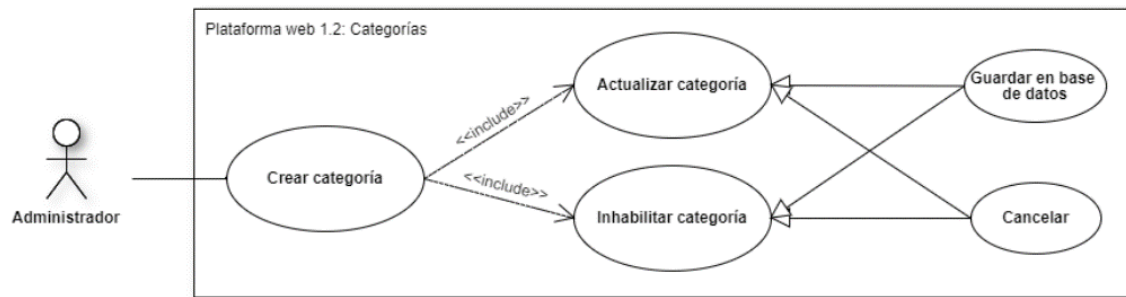 Plataforma web 1.2: Categorías
Actualizar categoría
Guardar en base
de datos
<<include>>
Crear categoría
<<include>>
Administrador
Inhabilitar categoría
Cancelar